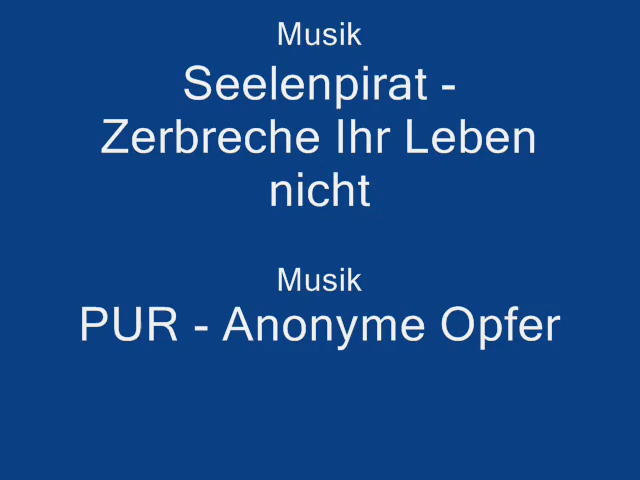 Musik
Seelenpirat -
Zerbreche Ihr Leben
nicht
Musik
PUR - Anonyme Opfer